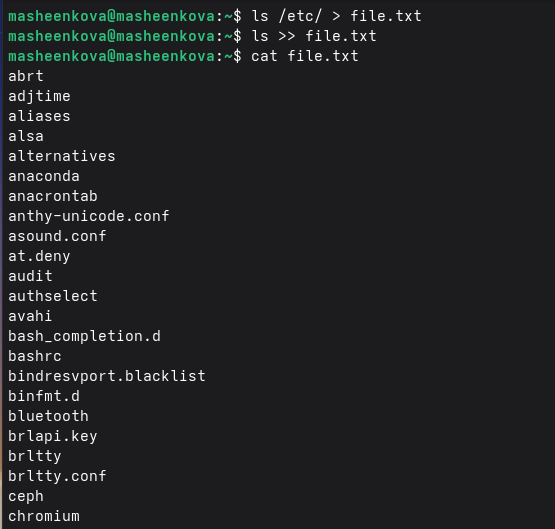 masheenkova@masheenkova:~$ ls /etc/ > file.txt
masheenkova@masheenkova:~$ ls >> file.txt
masheenkova@masheenkova:~$ cat file.txt
abrt
adjtime
aliases
alsa
alternatives
anaconda
anacrontab
anthy-unicode.conf
asound.conf
at.deny
audit
authselect
avahi
bash_completion.d
bashrc
bindresvport.blacklist
binfmt.d
bluetooth
brlapi.key
brltty
brltty.conf
ceph
chromium